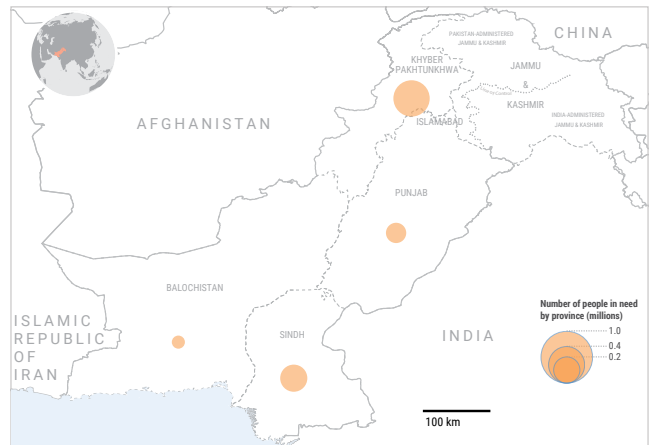 CHINA
PAKISTAN-ADMINISTERED
JAMMU & KASHMIR
KHYBER
PAKHTUNKHWA
JAMMU
&
KASHMIR
AFGHANISTAN
ISLAMABAD
INDIA-ADMINISTERED
JAMMU & KASHMIR
PUNJAB
BALOCHISTAN
ISLAMIC
REPUBLIC
OF
IRAN
SINDH
INDIA
Number of people in need
by province (millions)
1.0
0.4
0.2
100 km